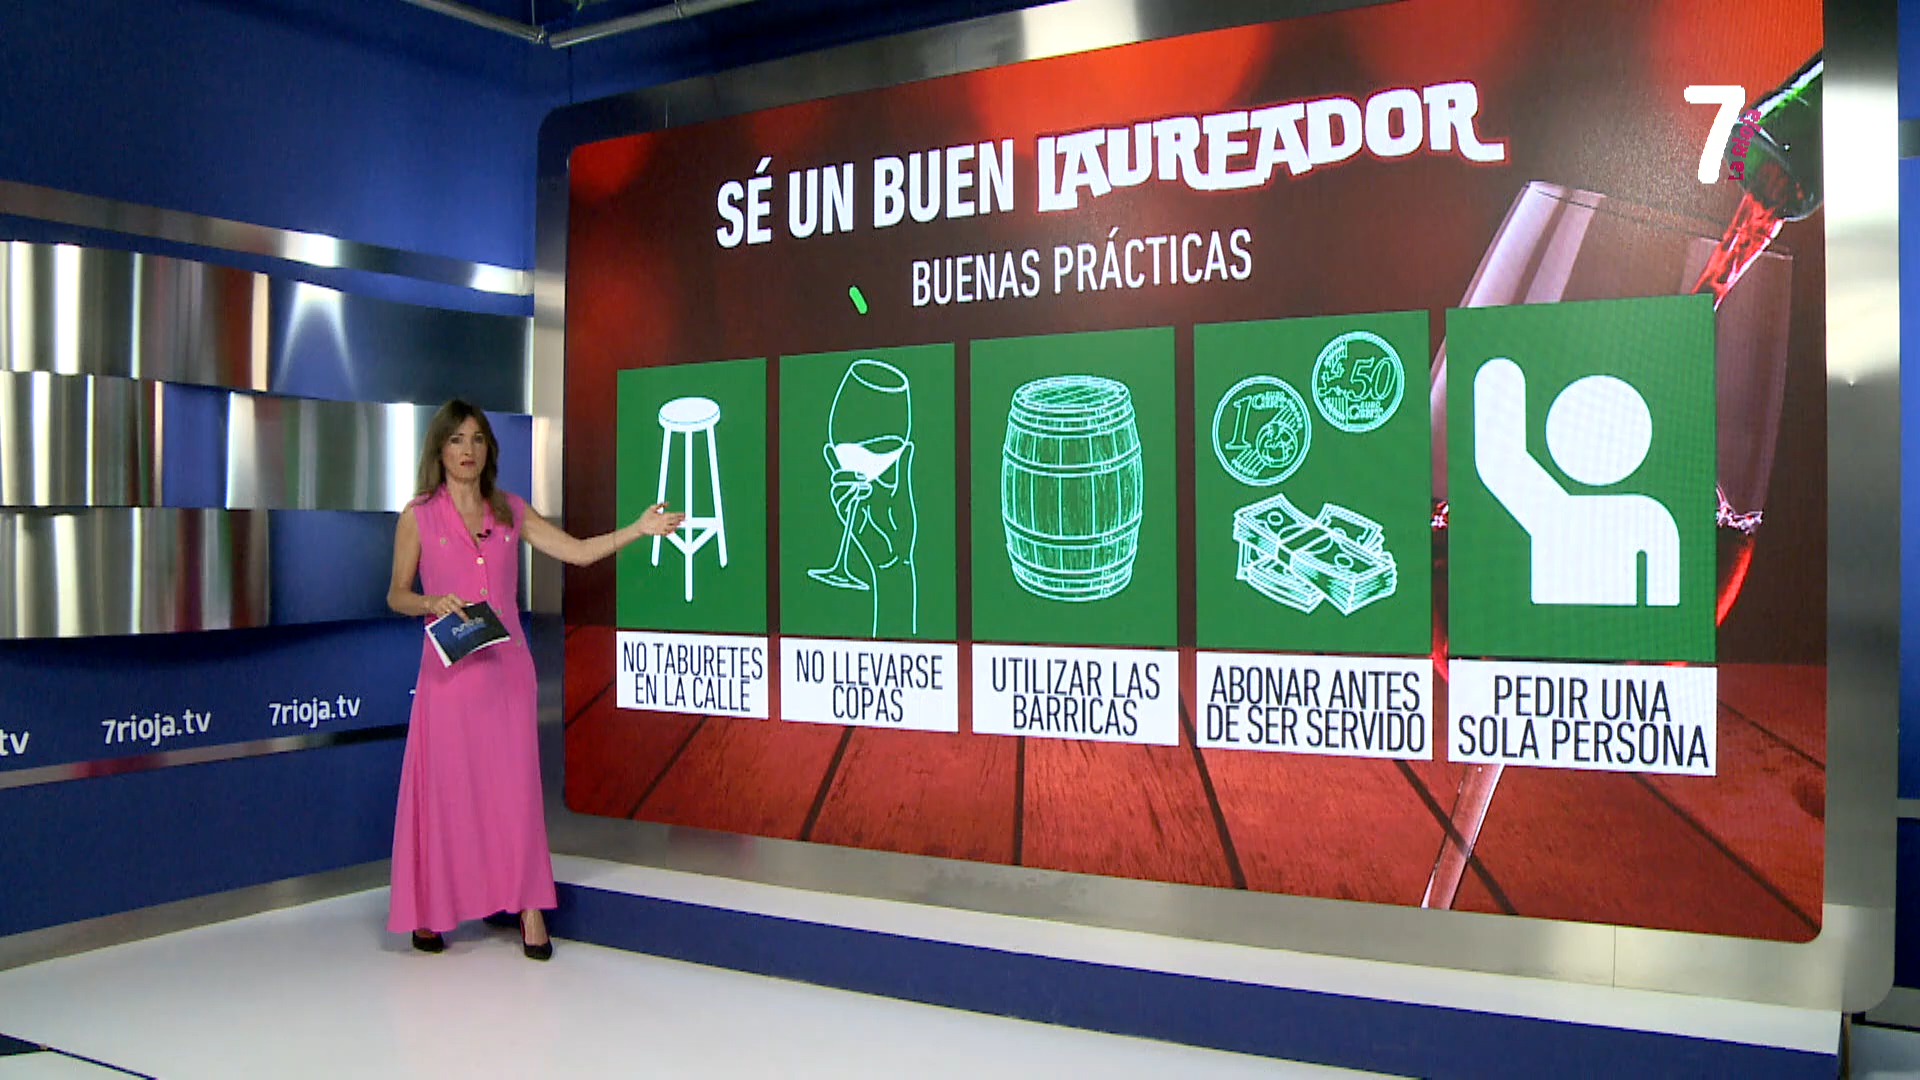 SÉ UN BUEN LAUREADOR
BUENAS PRÁCTICAS
7
La Rioja
1
50
EURO
NO TABURETES
EN LA CALLE
NO LLEVARSE
COPAS
UTILIZAR LAS
BARRICAS
ABONAR ANTES
DE SER SERVIDO
PEDIR UNA
SOLA PERSONA
tv
7rioja.tv
7rioja.tv